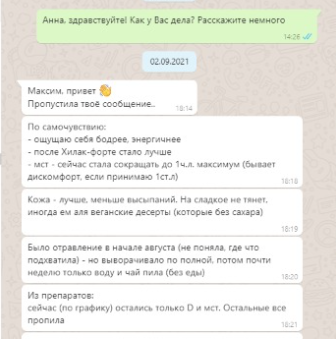 Анна, здравствуйте! Как у Вас дела? Расскажите немного
14:26
02.09.2021
Максим, привет 👋
Пропустила твоё сообщение..
18:14
По самочувствию:
- ощущаю себя бодрее, энергичнее
- после Хилак-форте стало лучше
- мст - сейчас стала сокращать до 1ч.л. максимум (бывает
дискомфорт, если принимаю 1ст.л)
18:18
Кожа - лучше, меньше высыпаний. На сладкое не тянет,
иногда ем аля веганские десерты (которые без сахара)
18:19
Было отравление в начале августа (не поняла, где что
подхватила) - но выворачивало по полной. потом почти
неделю только воду и чай пила (без еды)
18:20
Из препаратов:
сейчас (по графику) остались только D и мст. Остальные все
пропила
18:21